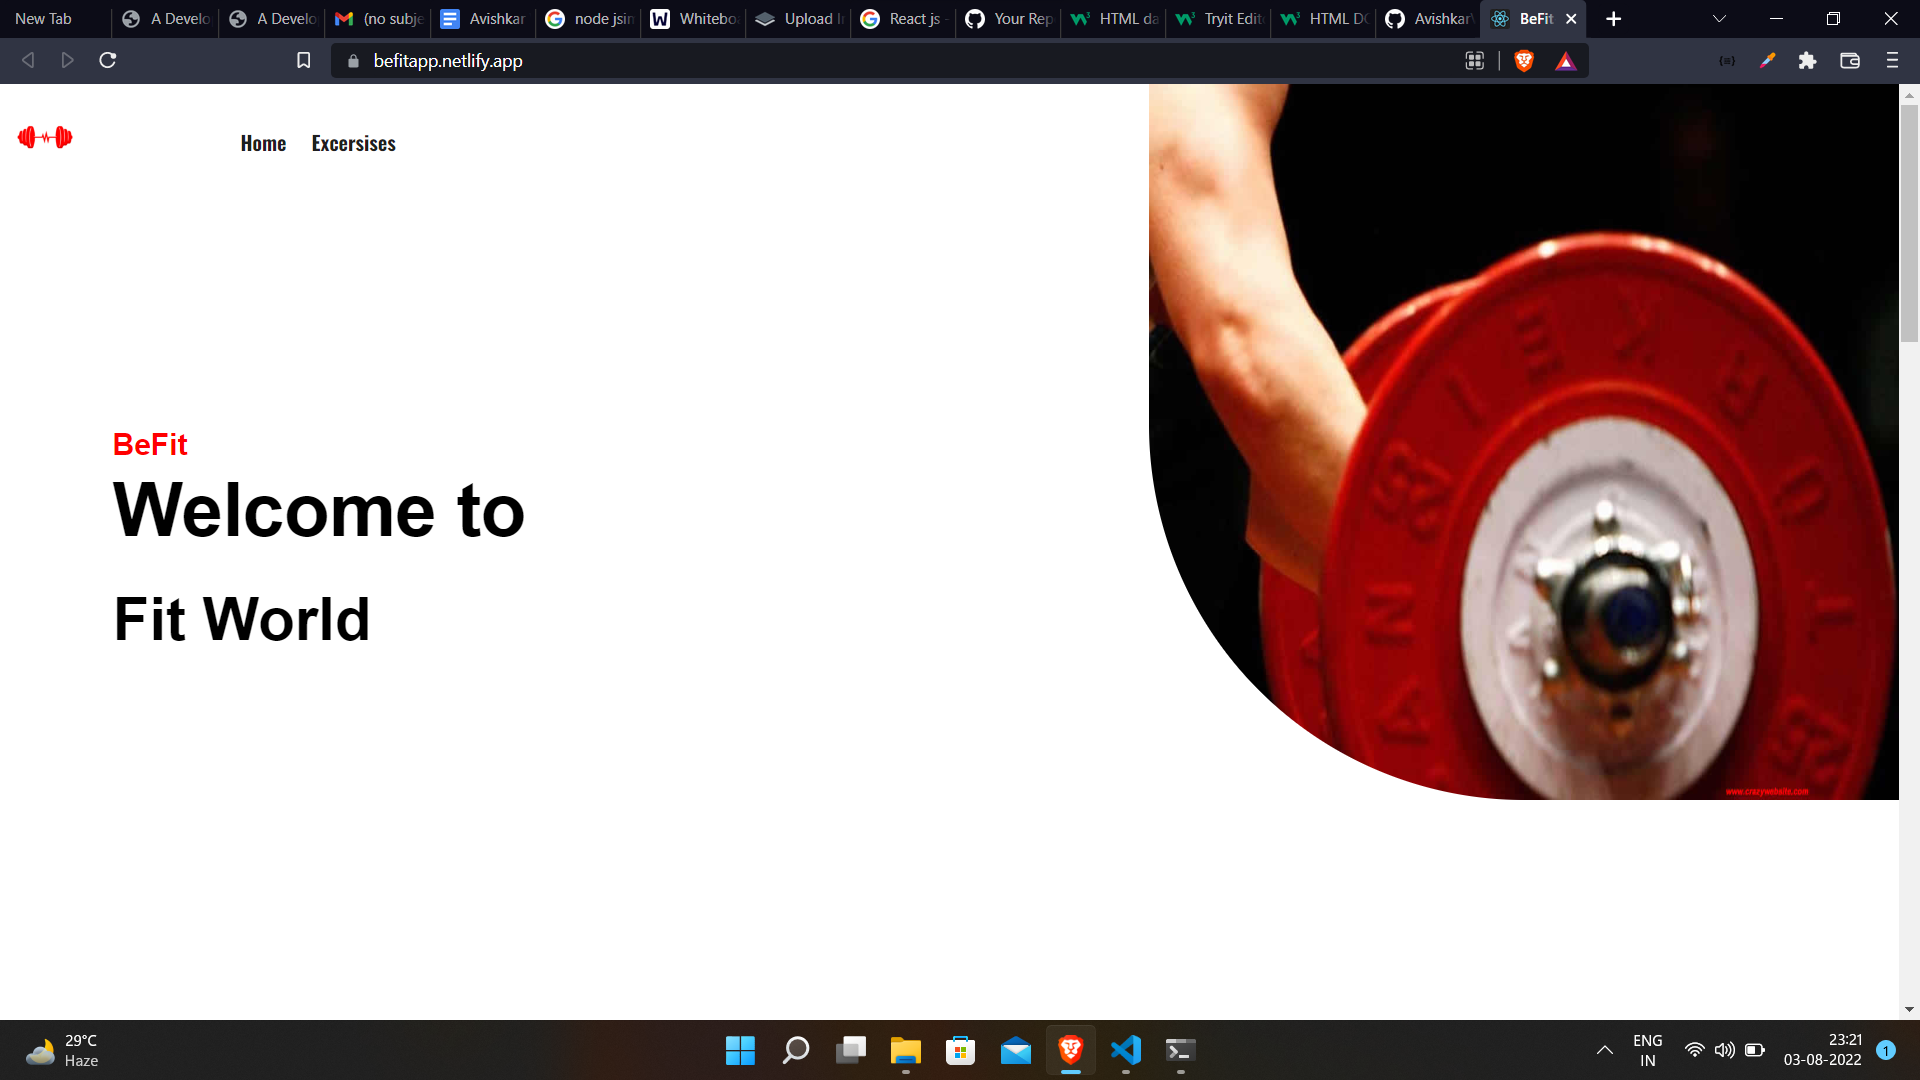 New Tab
A Develo
A Develo
(no subje
Avishkar
node jsin
Whitebo
Upload I
React js -
Your Rep
HTML da
Tryit Edit
HTML DO
Avishkar
BeFit
befitapp.netlify.app
Home
Excersises
BeFit
Welcome to
Fit World
www.crazywebsite.com
29°C
Haze
ENG
IN
23:21
03-08-2022
1